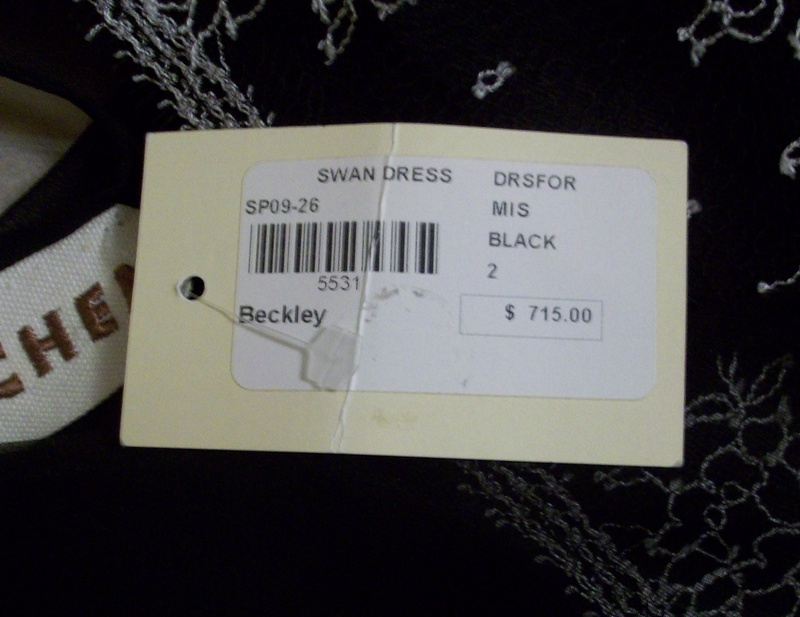 SWAN DRESS
DRSFOR
SP09-26
MIS
BLACK
2
5531
Beckley
$ 715.00
CHE